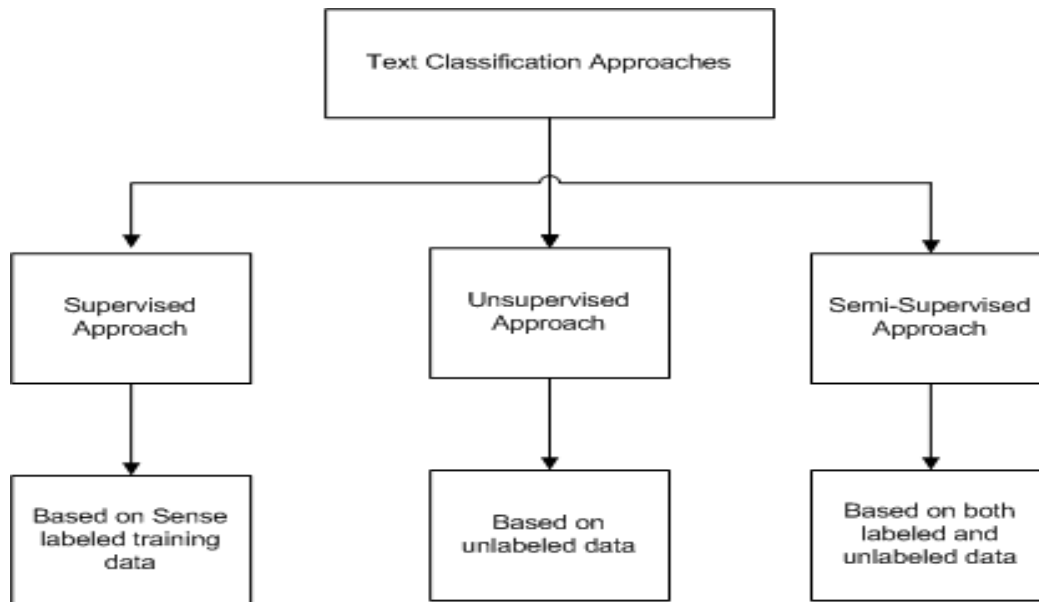 Text Classification Approaches
Supervised
Approach
Unsupervised
Approach
Semi-Supervised
Approach
Based on Sense
labeled training
data
Based on
unlabeled data
Based on both
labeled and
unlabeled data